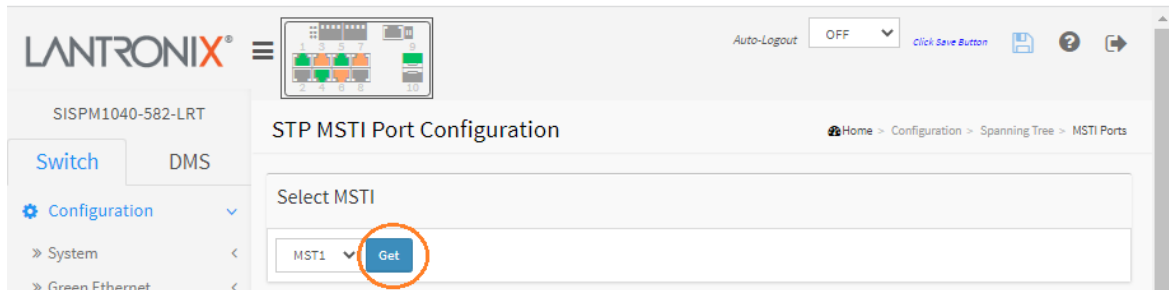 LANTRONIX®
1 3 5 7 9
2 4 6 8 10
Auto-Logout OFF Click Save Button
SISPM1040-582-LRT
Switch DMS
STP MSTI Port Configuration
Home > Configuration > Spanning Tree > MSTI Ports
Configuration
» System
» Green Ethernet
Select MSTI
MST1 Get